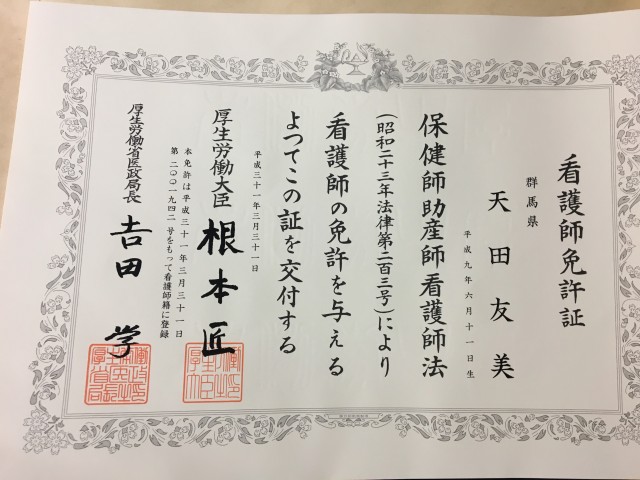 看護師免許証
群馬県
天田友美
平成九年六月十一日生
保健師助産師看護師法
(昭和二十三年法律第二百三号)により
看護師の免許を与える
よつてこの証を交付する
平成三十一年三月三十一日
厚生労働大臣 根本匠
本免許は平成三十一年三月三十一日
第二〇〇一九四二号をもって看護師籍に登録
厚生労働省医政局長 吉田学